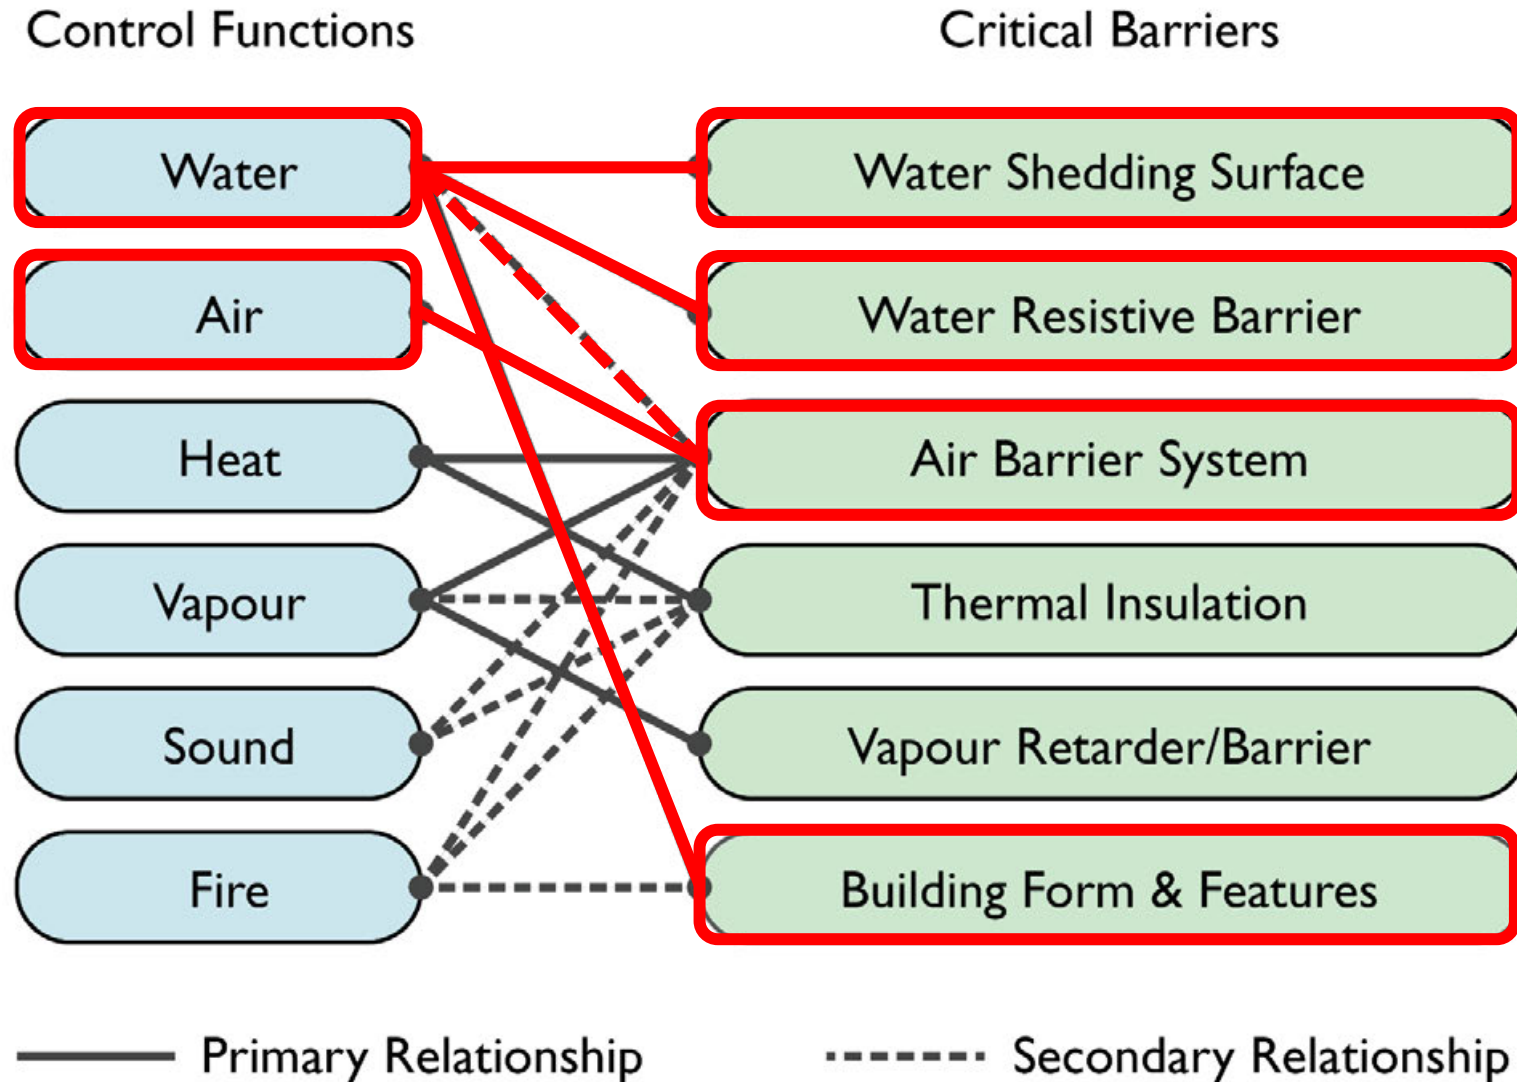 Control Functions
Critical Barriers
Water
Water Shedding Surface
Air
Water Resistive Barrier
Heat
Air Barrier System
Vapour
Thermal Insulation
Sound
Vapour Retarder/Barrier
Fire
Building Form & Features
Primary Relationship
Secondary Relationship